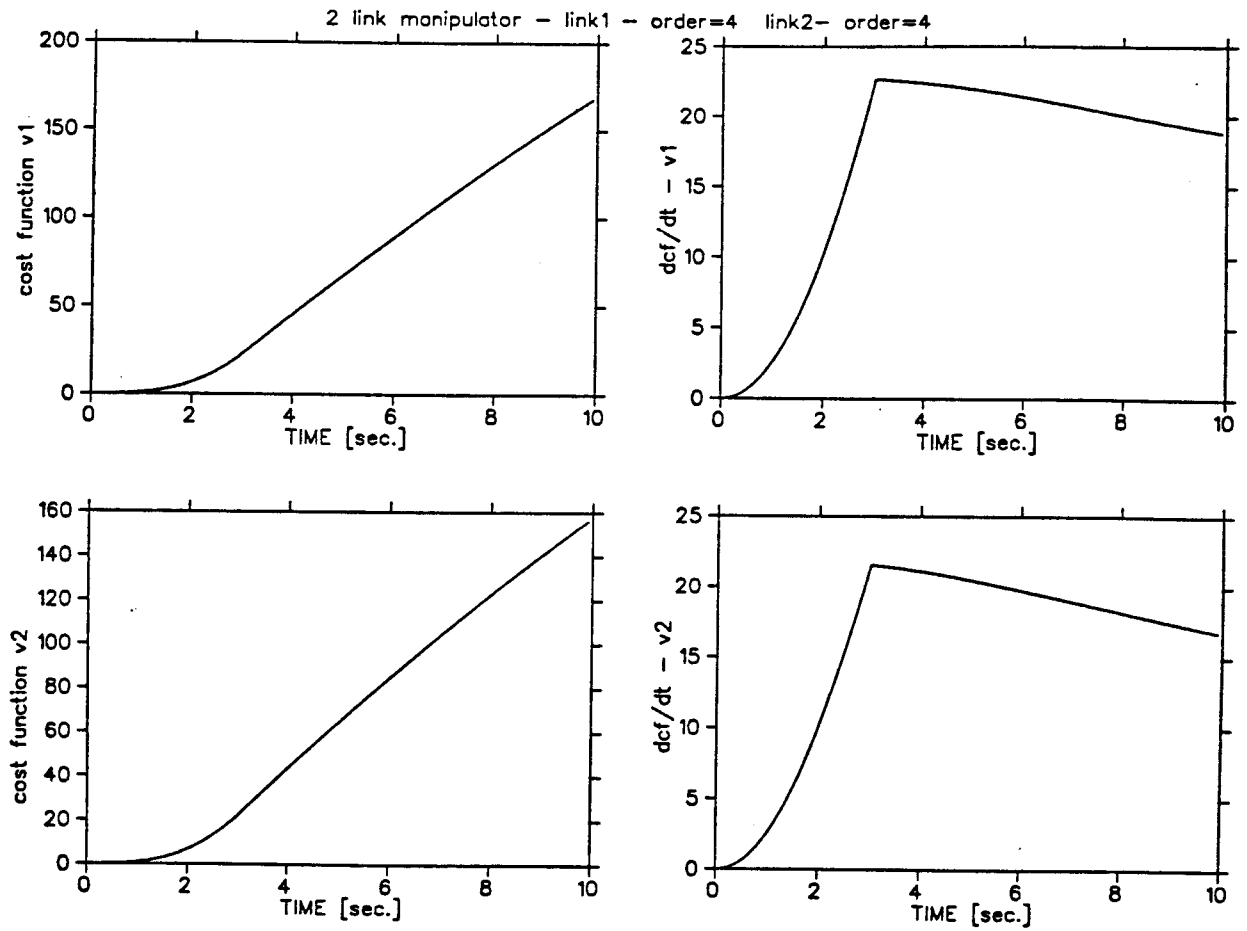 2 link manipulator - link1 - order=4 link2- order=4
200
150
100
50
0
cost function v1
0 2 4 6 8 10
TIME [sec.]
25
20
15
10
5
0
dcf/dt - v1
0 2 4 6 8 10
TIME [sec.]
160
140
120
100
80
60
40
20
0
cost function v2
0 2 4 6 8 10
TIME [sec.]
25
20
15
10
5
0
dcf/dt - v2
0 2 4 6 8 10
TIME [sec.]